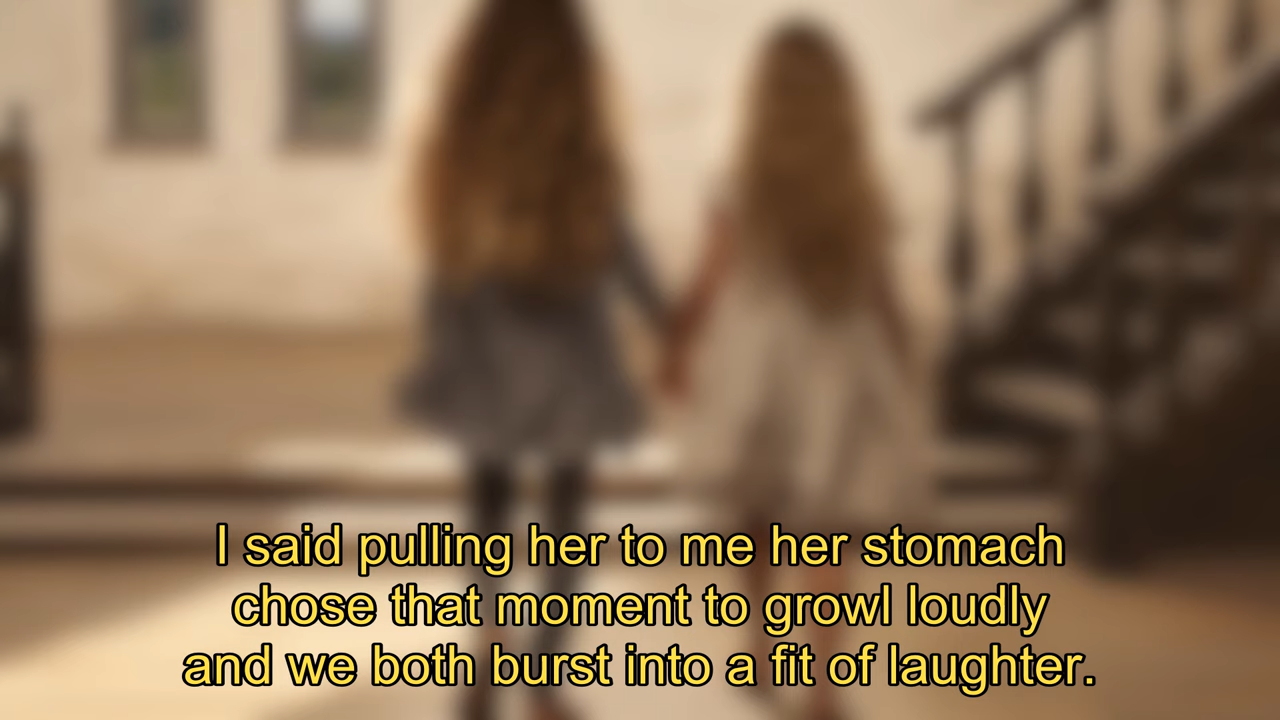 I said pulling her to me her stomach
chose that moment to growl loudly
and we both burst into a fit of laughter.